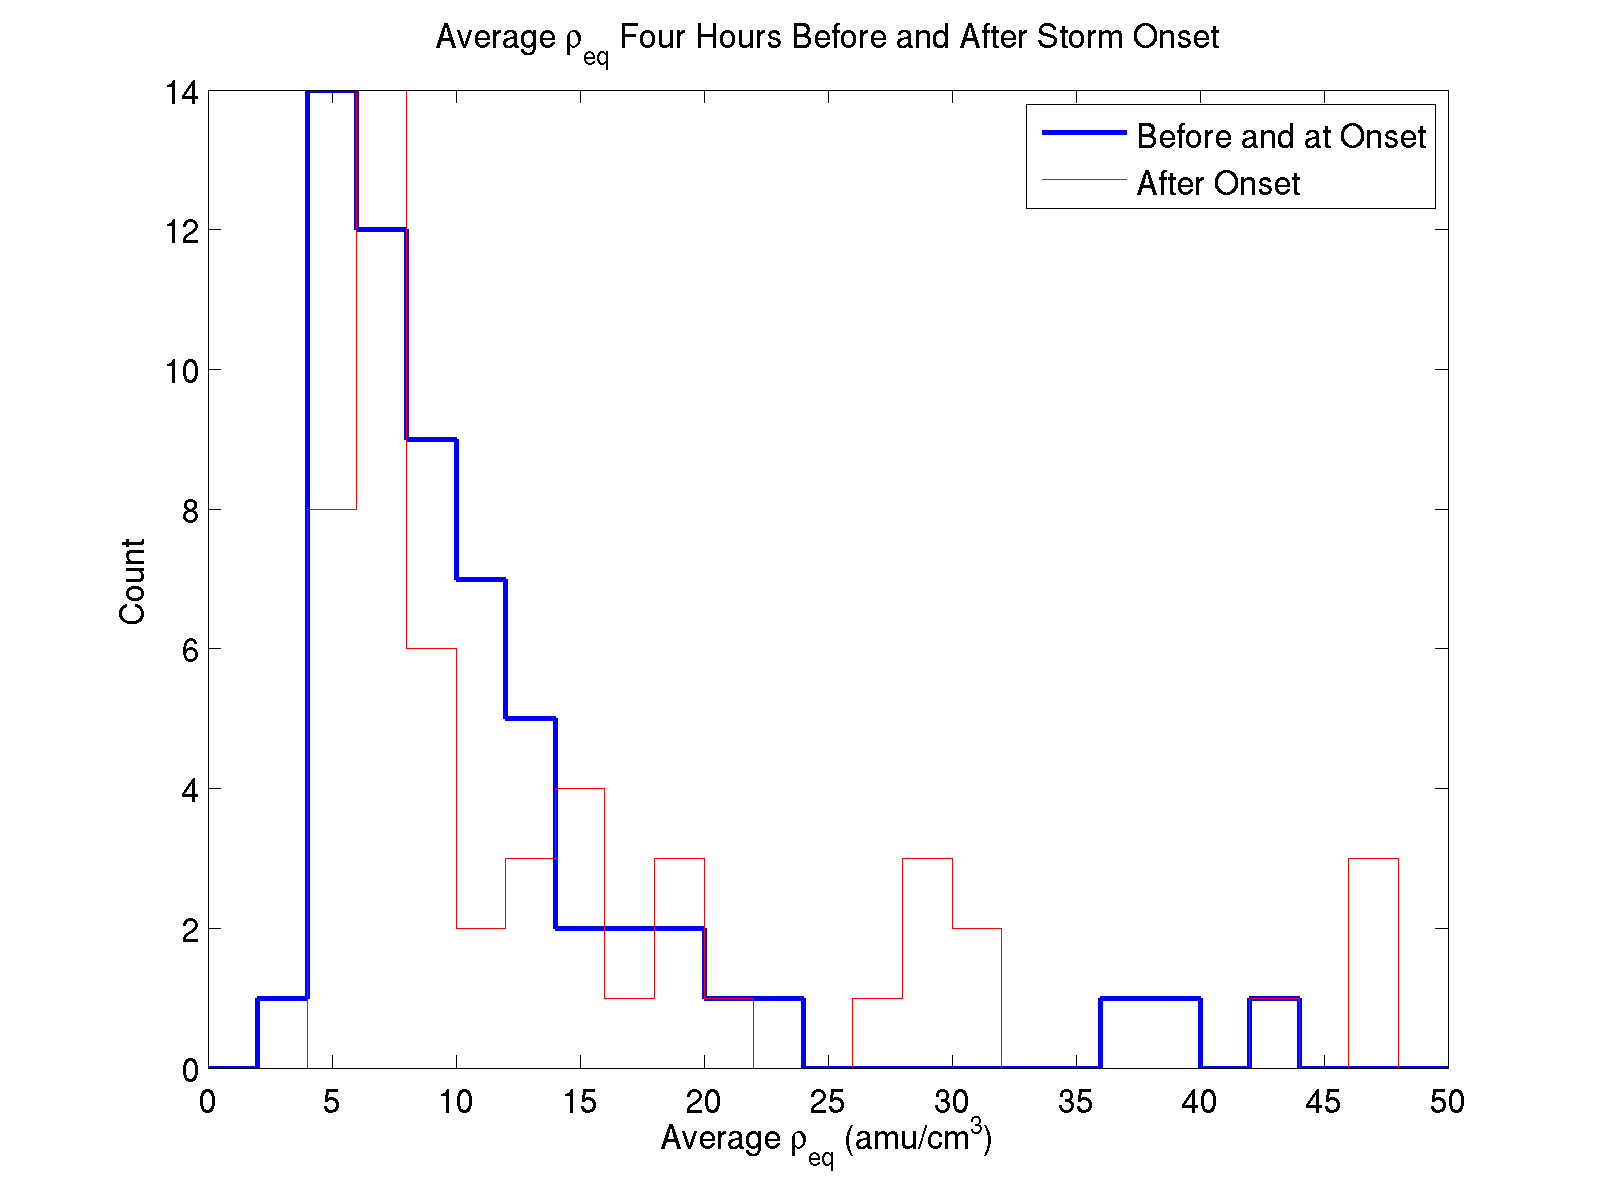 Average ρeq Four Hours Before and After Storm Onset
14
12
10
8
6
4
2
0
Count
Before and at Onset
After Onset
0 5 10 15 20 25 30 35 40 45 50
Average ρeq (amu/cm³)